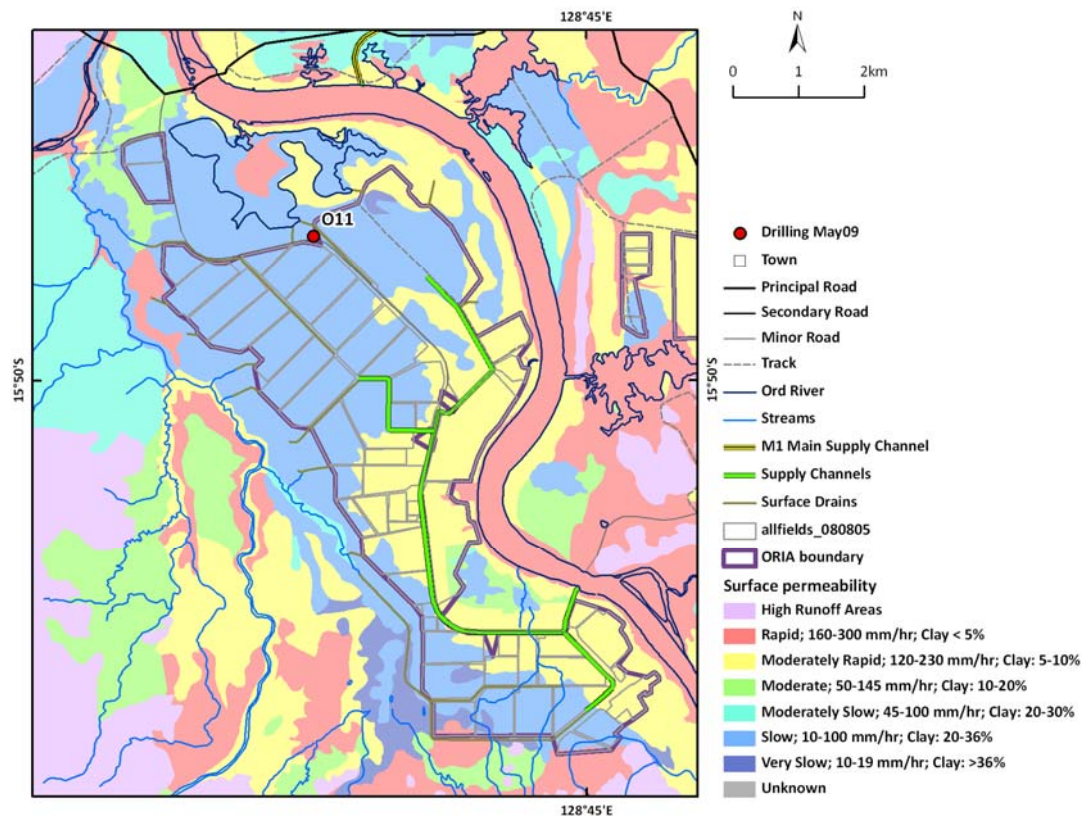 128°45'E
N
0 1 2km
O11
15°50'S
15°50'S
Drilling May09
Town
Principal Road
Secondary Road
Minor Road
Track
Ord River
Streams
M1 Main Supply Channel
Supply Channels
Surface Drains
allfields_080805
ORIA boundary
Surface permeability
High Runoff Areas
Rapid; 160-300 mm/hr; Clay < 5%
Moderately Rapid; 120-230 mm/hr; Clay: 5-10%
Moderate; 50-145 mm/hr; Clay: 10-20%
Moderately Slow; 45-100 mm/hr; Clay: 20-30%
Slow; 10-100 mm/hr; Clay: 20-36%
Very Slow; 10-19 mm/hr; Clay: >36%
Unknown
128°45'E